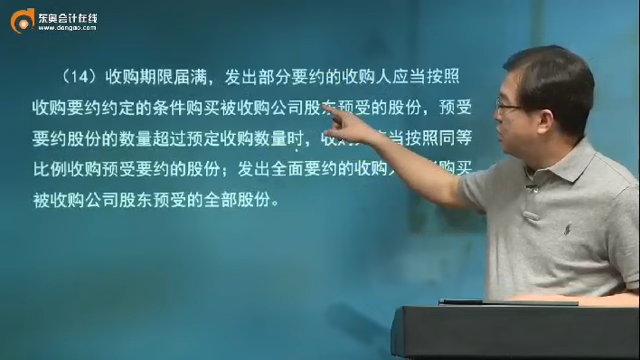 东奥会计在线
www.dongao.com
（14）收购期限届满，发出部分要约的收购人应当按照
收购要约约定的条件购买被收购公司股东预受的股份，预受
要约股份的数量超过预定收购数量时，收购 应当按照同等
比例收购预受要约的股份；发出全面要约的收购 购买
被收购公司股东预受的全部股份。